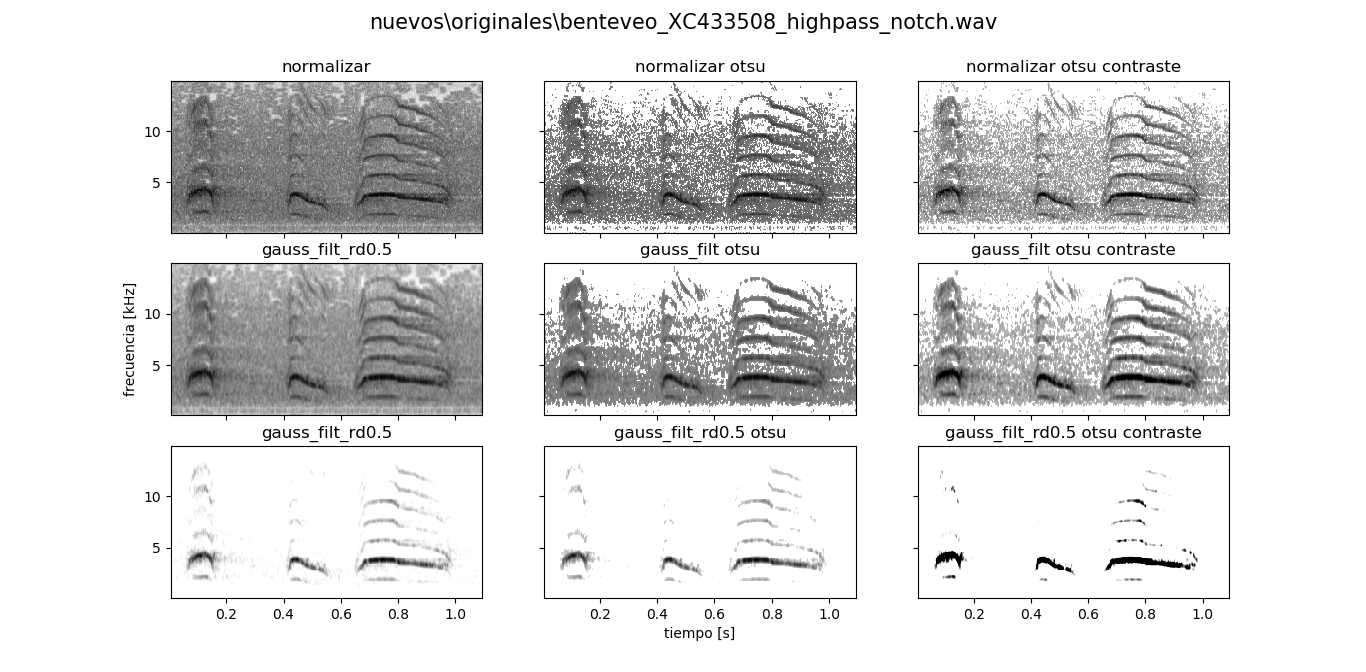 nuevos\originales\benteveo_XC433508_highpass_notch.wav
normalizar
normalizar otsu
normalizar otsu contraste
10
5
gauss_filt_rd0.5
gauss_filt otsu
gauss_filt otsu contraste
frecuencia [kHz]
10
5
gauss_filt_rd0.5
gauss_filt_rd0.5 otsu
gauss_filt_rd0.5 otsu contraste
10
5
0.2 0.4 0.6 0.8 1.0
0.2 0.4 0.6 0.8 1.0
0.2 0.4 0.6 0.8 1.0
tiempo [s]